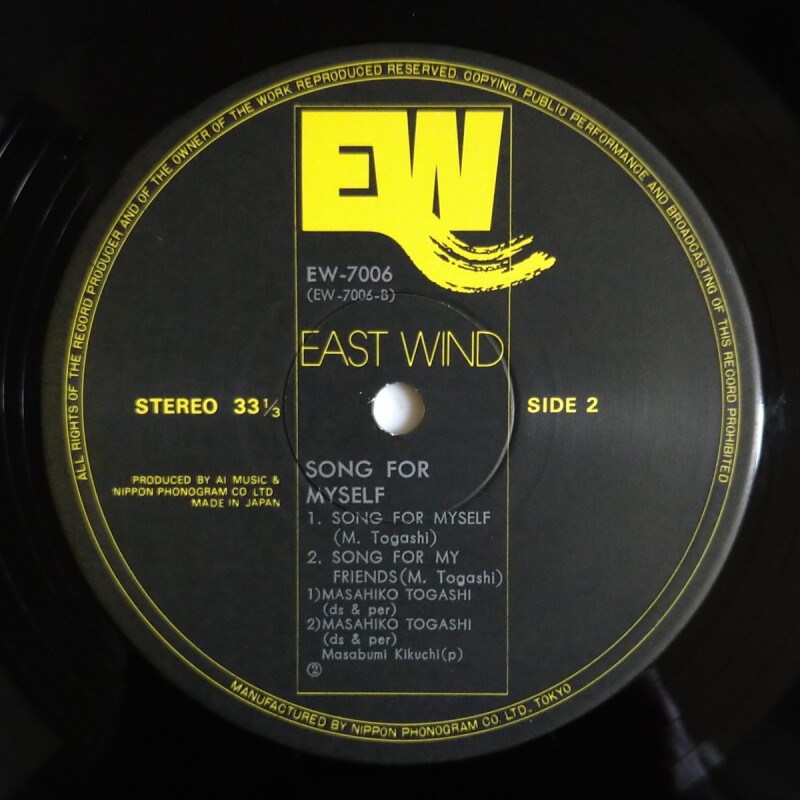 ALL RIGHTS OF THE RECORD PRODUCER AND OF THE OWNER OF THE WORK REPRODUCED RESERVED. COPYING, PUBLIC PERFORMANCE AND BROADCASTING OF THIS RECORD PROHIBITED
EW
EW-7006
(EW-7006-B)
EAST WIND
STEREO 33 1/3
SIDE 2
PRODUCED BY AI MUSIC &
NIPPON PHONOGRAM CO LTD
MADE IN JAPAN
SONG FOR
MYSELF
1. SONG FOR MYSELF
(M. Togashi)
2. SONG FOR MY
FRIENDS(M. Togashi)
1)MASAHIKO TOGASHI
(ds & per)
2)MASAHIKO TOGASHI
(ds & per)
Masabumi Kikuchi(p)
②
MANUFACTURED BY NIPPON PHONOGRAM CO. LTD., TOKYO